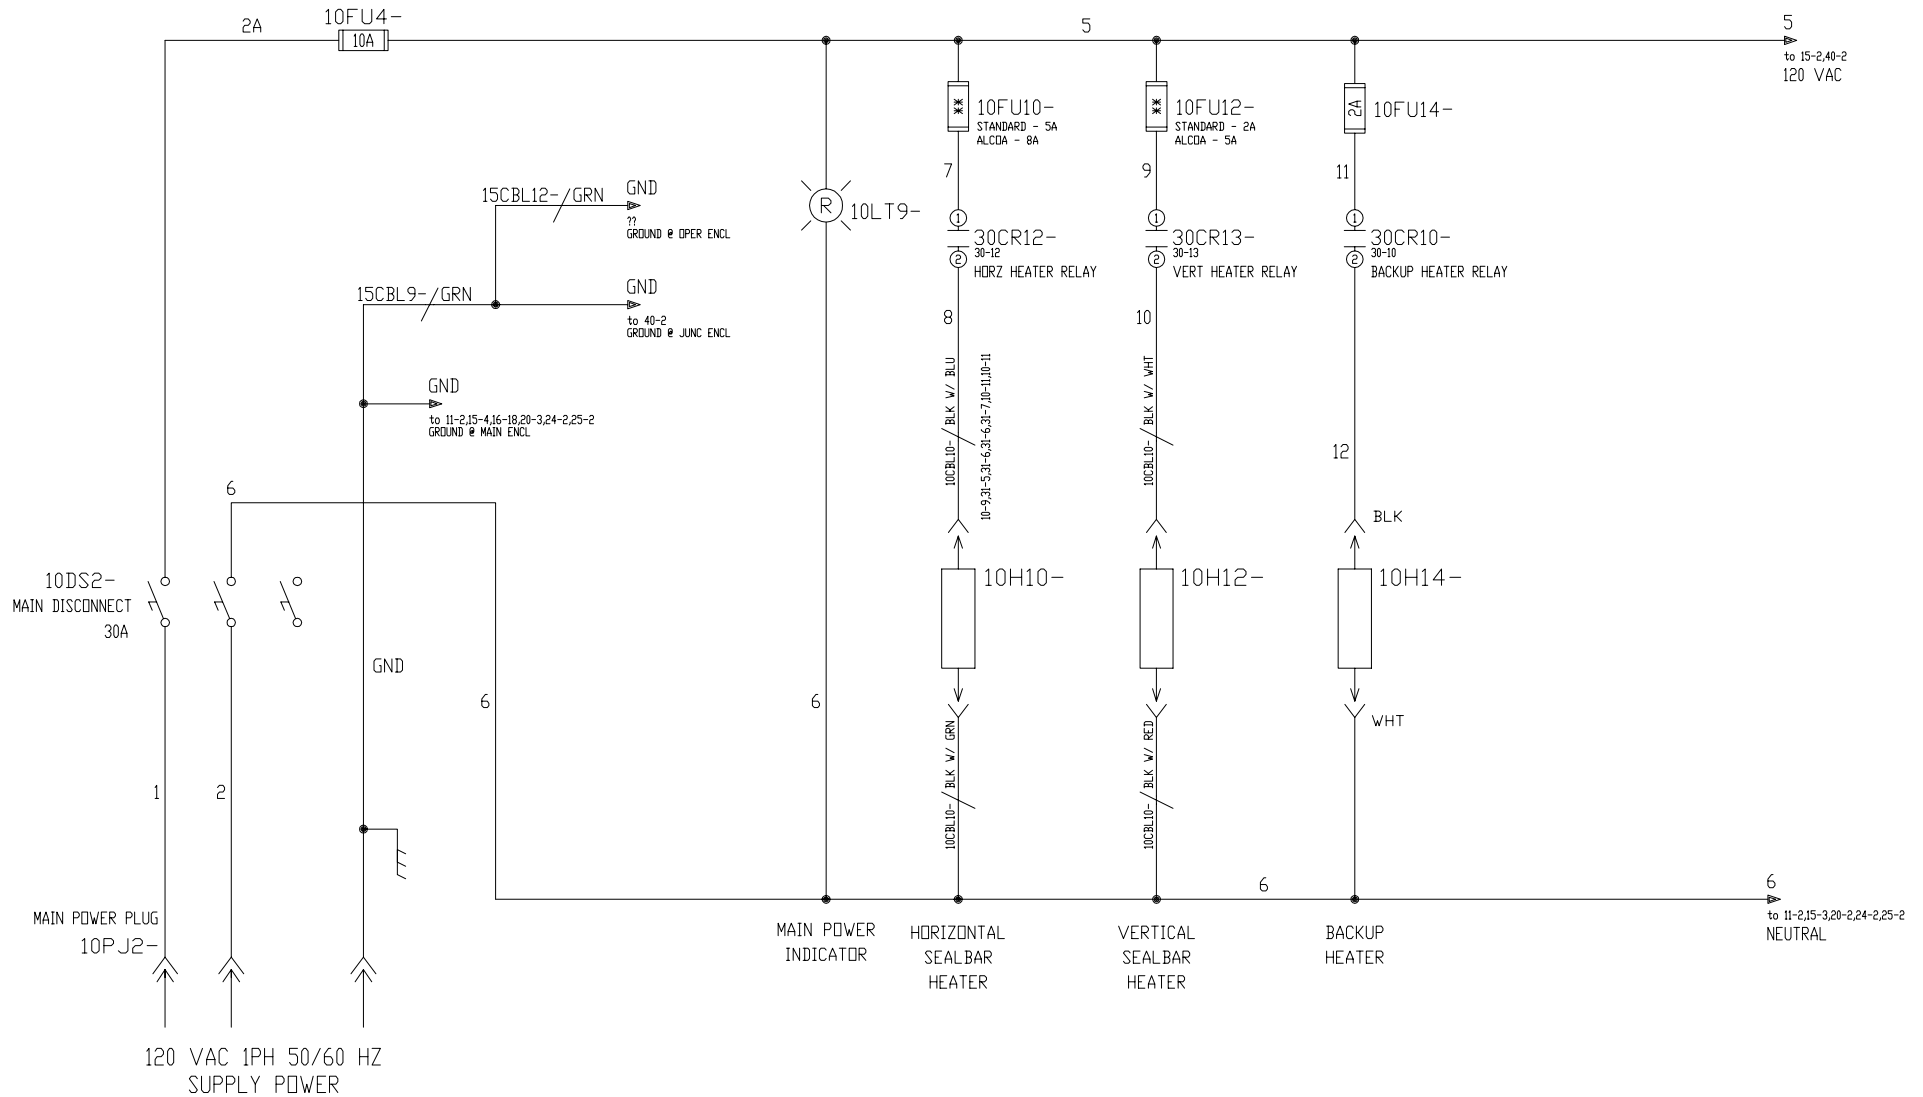 10FU4-
2A
10A
5
5
to 15-2,40-2
120 VAC
10FU10-
STANDARD - 5A
ALCOA - 8A
**
10FU12-
STANDARD - 2A
ALCOA - 5A
**
2A
10FU14-
7
9
11
15CBL12-/GRN
GND
??
GROUND @ OPER ENCL
R
10LT9-
1
30CR12-
30-12
2
HORZ HEATER RELAY
1
30CR13-
30-13
2
VERT HEATER RELAY
1
30CR10-
30-10
2
BACKUP HEATER RELAY
15CBL9-/GRN
GND
to 40-2
GROUND @ JUNC ENCL
8
10
GND
to 11-2,15-4,16-18,20-3,24-2,25-2
GROUND @ MAIN ENCL
10CBL10- BLK W/ BLU
10-9,31-5,31-6,31-6,31-7,10-11,10-11
10CBL10- BLK W/ WHT
12
6
BLK
10DS2-
MAIN DISCONNECT
30A
10H10-
10H12-
10H14-
GND
6
6
WHT
1
2
10CBL10- BLK W/ GRN
10CBL10- BLK W/ RED
6
6
to 11-2,15-3,20-2,24-2,25-2
NEUTRAL
MAIN POWER PLUG
10PJ2-
MAIN POWER
INDICATOR
HORIZONTAL
SEALBAR
HEATER
VERTICAL
SEALBAR
HEATER
BACKUP
HEATER
120 VAC 1PH 50/60 HZ
SUPPLY POWER